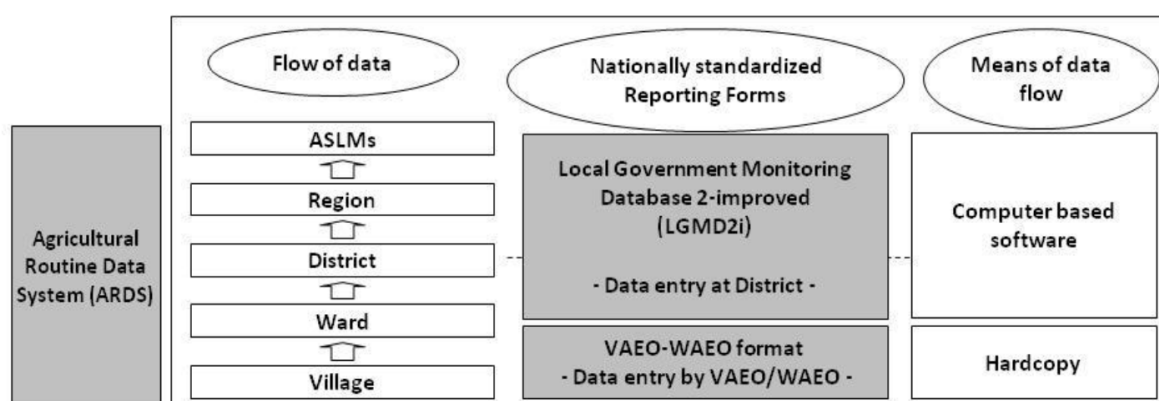 Flow of data
Nationally standardized
Reporting Forms
Means of data
flow
Agricultural
Routine Data
System (ARDS)
ASLMs
Region
District
Ward
Village
Local Government Monitoring
Database 2-improved
(LGMD2i)
- Data entry at District -
VAEO-WAEO format
- Data entry by VAEO/WAEO -
Computer based
software
Hardcopy